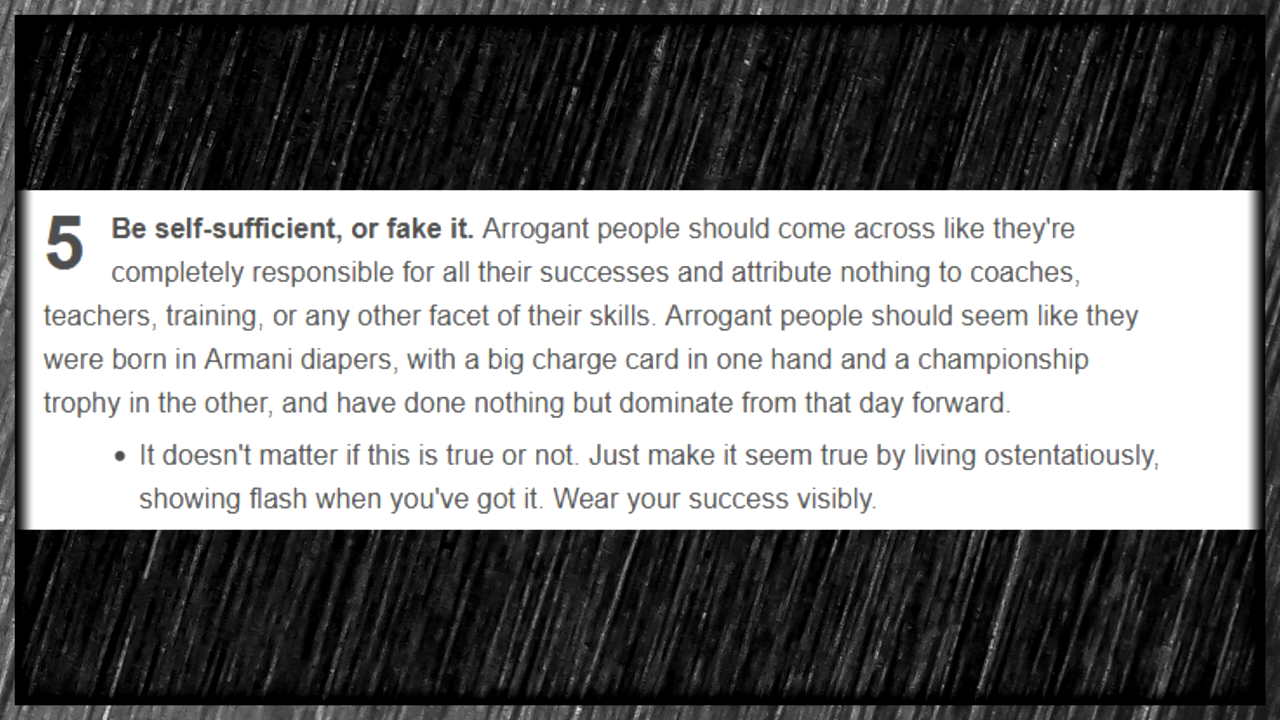 5 Be self-sufficient, or fake it. Arrogant people should come across like they're
completely responsible for all their successes and attribute nothing to coaches,
teachers, training, or any other facet of their skills. Arrogant people should seem like they
were born in Armani diapers, with a big charge card in one hand and a championship
trophy in the other, and have done nothing but dominate from that day forward.
• It doesn't matter if this is true or not. Just make it seem true by living ostentatiously,
showing flash when you've got it. Wear your success visibly.